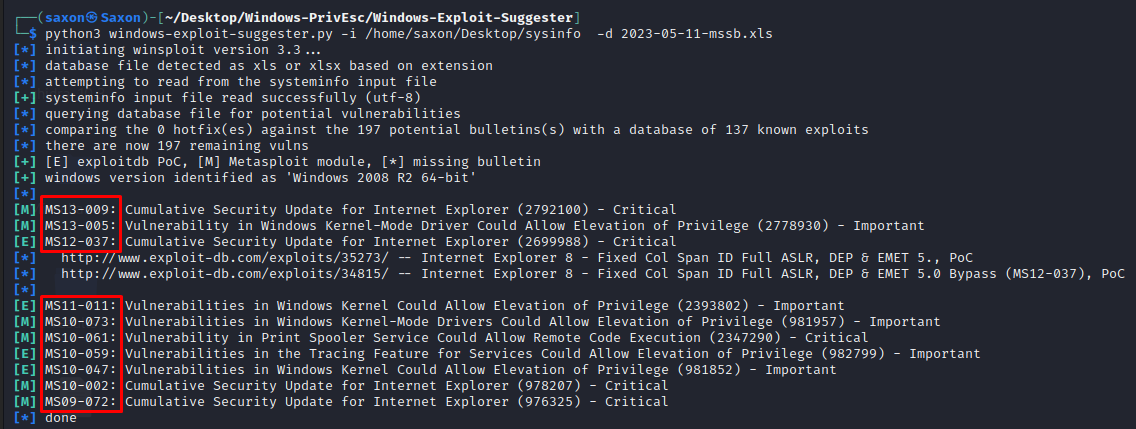 ┌──(saxon㉿Saxon)-[~/Desktop/Windows-PrivEsc/Windows-Exploit-Suggester]
└─$ python3 windows-exploit-suggester.py -i /home/saxon/Desktop/sysinfo  -d 2023-05-11-mssb.xls
[*] initiating winsploit version 3.3...
[*] database file detected as xls or xlsx based on extension
[*] attempting to read from the systeminfo input file
[+] systeminfo input file read successfully (utf-8)
[*] querying database file for potential vulnerabilities
[*] comparing the 0 hotfix(es) against the 197 potential bulletins(s) with a database of 137 known exploits
[*] there are now 197 remaining vulns
[+] [E] exploitdb PoC, [M] Metasploit module, [*] missing bulletin
[+] windows version identified as 'Windows 2008 R2 64-bit'
[*]
[M] MS13-009: Cumulative Security Update for Internet Explorer (2792100) - Critical
[M] MS13-005: Vulnerability in Windows Kernel-Mode Driver Could Allow Elevation of Privilege (2778930) - Important
[E] MS12-037: Cumulative Security Update for Internet Explorer (2699988) - Critical
[*]   http://www.exploit-db.com/exploits/35273/ -- Internet Explorer 8 - Fixed Col Span ID Full ASLR, DEP & EMET 5., PoC
[*]   http://www.exploit-db.com/exploits/34815/ -- Internet Explorer 8 - Fixed Col Span ID Full ASLR, DEP & EMET 5.0 Bypass (MS12-037), PoC
[*]
[E] MS11-011: Vulnerabilities in Windows Kernel Could Allow Elevation of Privilege (2393802) - Important
[M] MS10-073: Vulnerabilities in Windows Kernel-Mode Drivers Could Allow Elevation of Privilege (981957) - Important
[M] MS10-061: Vulnerability in Print Spooler Service Could Allow Remote Code Execution (2347290) - Critical
[E] MS10-059: Vulnerabilities in the Tracing Feature for Services Could Allow Elevation of Privilege (982799) - Important
[E] MS10-047: Vulnerabilities in Windows Kernel Could Allow Elevation of Privilege (981852) - Important
[M] MS10-002: Cumulative Security Update for Internet Explorer (978207) - Critical
[M] MS09-072: Cumulative Security Update for Internet Explorer (976325) - Critical
[*] done